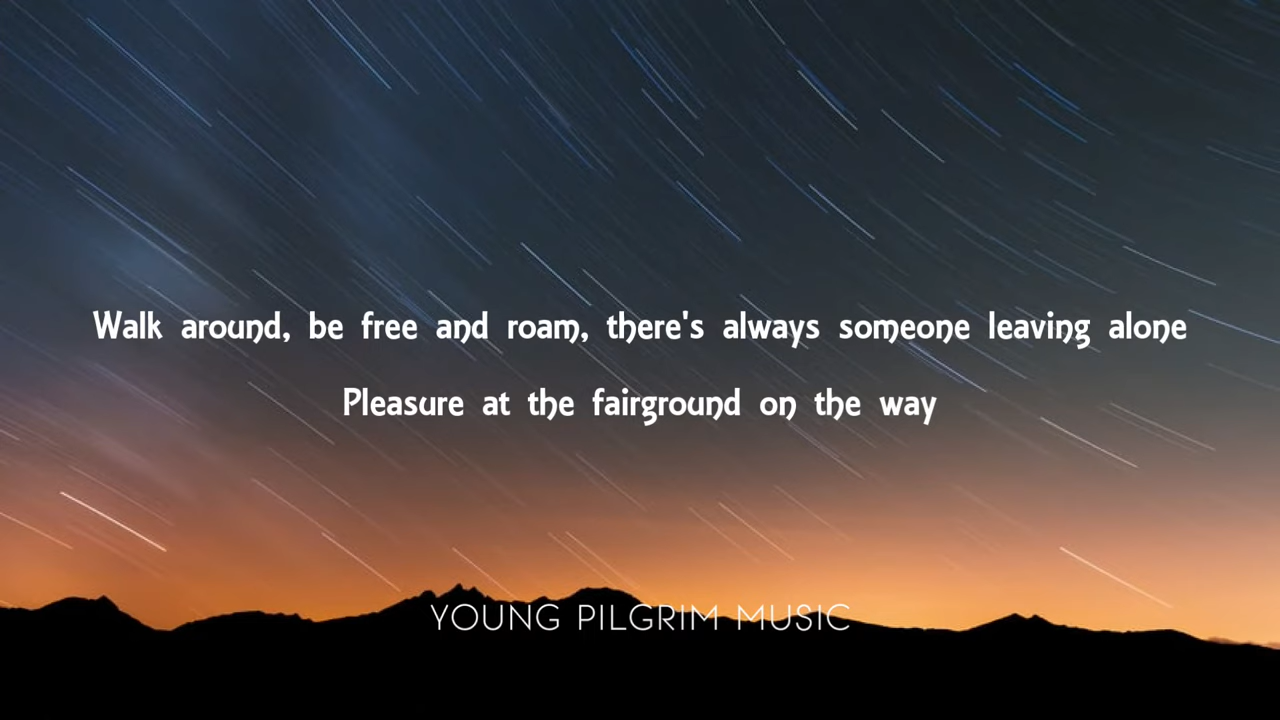 Walk around, be free and roam, there's always someone leaving alone
Pleasure at the fairground on the way
YOUNG PILGRIM MUSIC